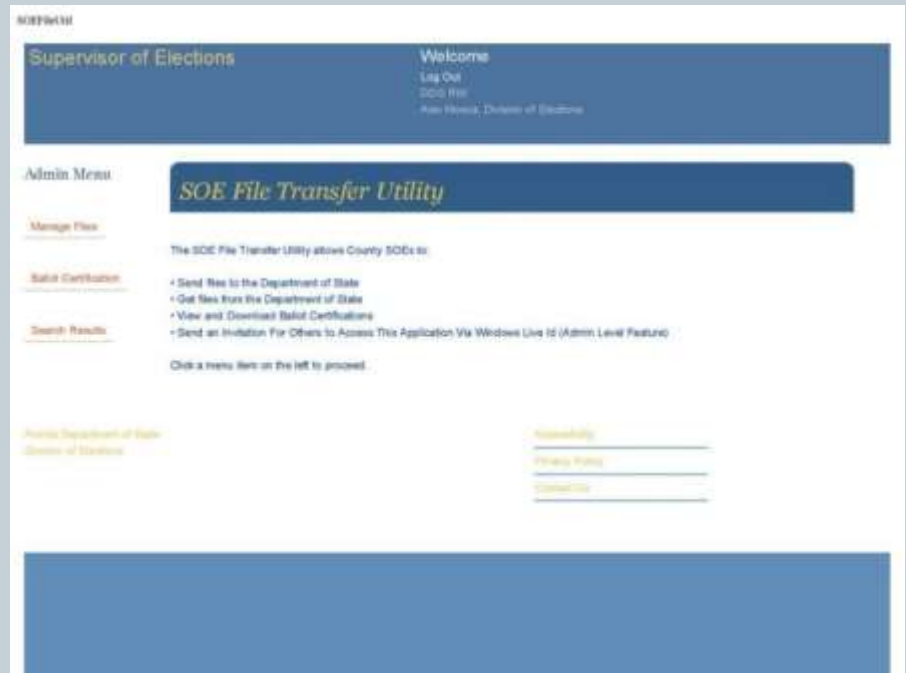 SOEFileUtil
Supervisor of Elections
Welcome
Log Out
Division of Elections
Admin Menu
SOE File Transfer Utility
Manage Files
Ballot Certification
Search Results
The SOE File Transfer Utility allows County SOEs to:
• Send files to the Department of State
• Get files from the Department of State
• View and Download Ballot Certifications
• Send an Invitation For Others to Access This Application Via Windows Live Id (Admin Level Feature)
Click a menu item on the left to proceed.
Florida Department of State
Division of Elections
Accessibility
Privacy Policy
Contact Us